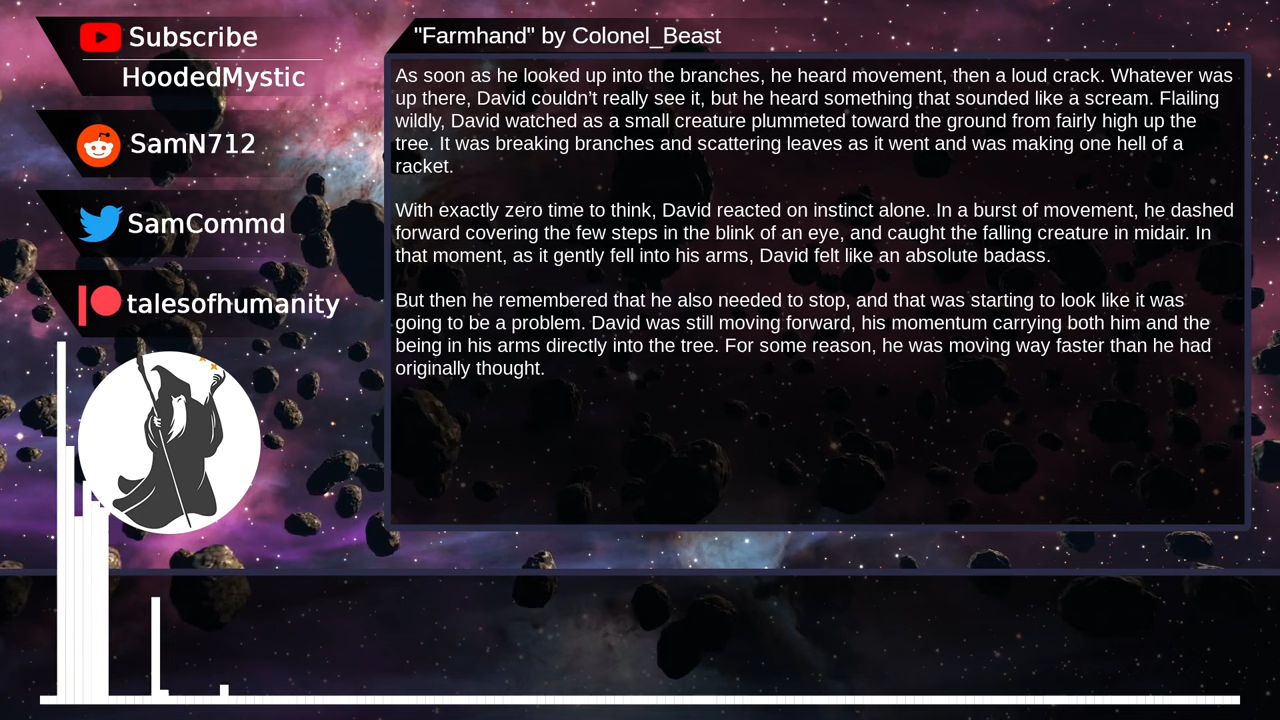 Subscribe
HoodedMystic
SamN712
SamCommd
talesofhumanity
"Farmhand" by Colonel_Beast
As soon as he looked up into the branches, he heard movement, then a loud crack. Whatever was
up there, David couldn’t really see it, but he heard something that sounded like a scream. Flailing
wildly, David watched as a small creature plummeted toward the ground from fairly high up the
tree. It was breaking branches and scattering leaves as it went and was making one hell of a
racket.
With exactly zero time to think, David reacted on instinct alone. In a burst of movement, he dashed
forward covering the few steps in the blink of an eye, and caught the falling creature in midair. In
that moment, as it gently fell into his arms, David felt like an absolute badass.
But then he remembered that he also needed to stop, and that was starting to look like it was
going to be a problem. David was still moving forward, his momentum carrying both him and the
being in his arms directly into the tree. For some reason, he was moving way faster than he had
originally thought.